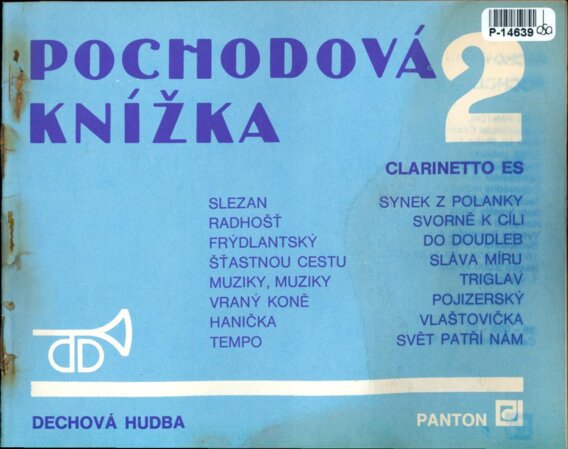 P-14639
POCHODOVÁ 2
KNÍŽKA
CLARINETTO ES
SLEZAN
RADHOŠŤ
FRÝDLANTSKÝ
ŠŤASTNOU CESTU
MUZIKY, MUZIKY
VRANÝ KONĚ
HANIČKA
TEMPO
SYNEK Z POLANKY
SVORNĚ K CÍLI
DO DOUDLEB
SLÁVA MÍRU
TRIGLAV
POJIZERSKÝ
VLAŠTOVIČKA
SVĚT PATŘÍ NÁM
DECHOVÁ HUDBA
PANTON